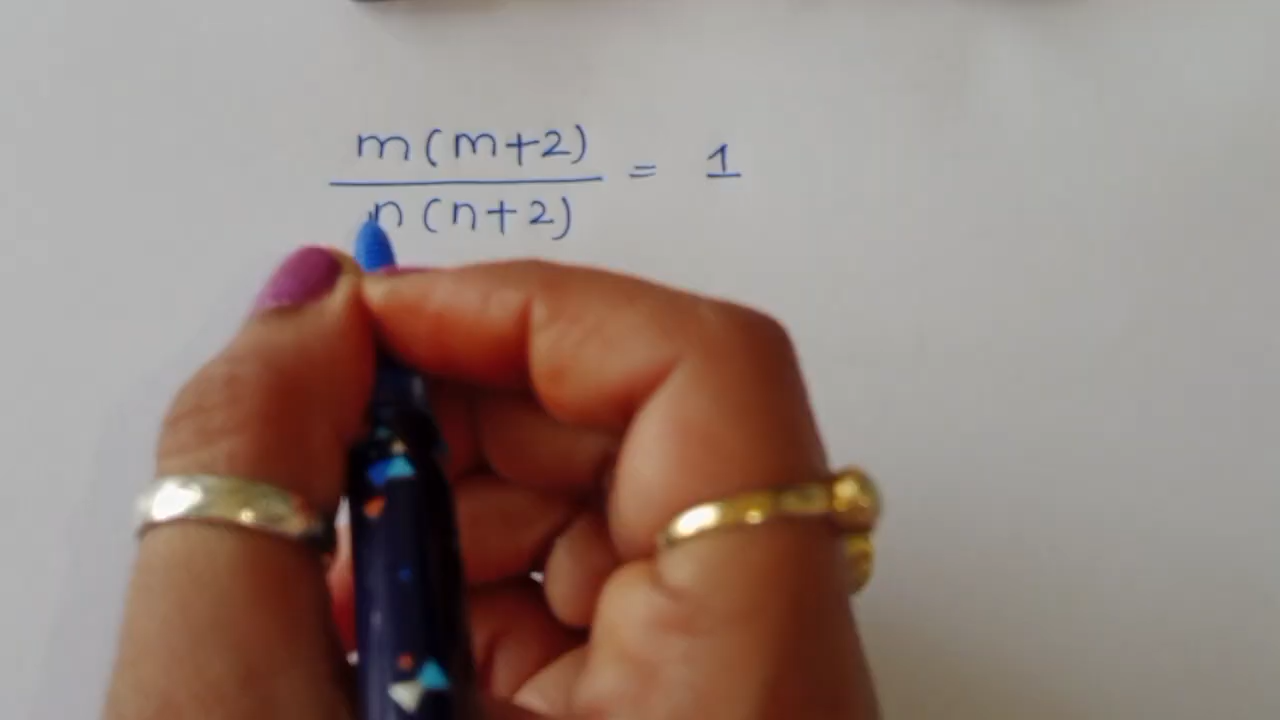 m(m+2)
n(n+2) = 1